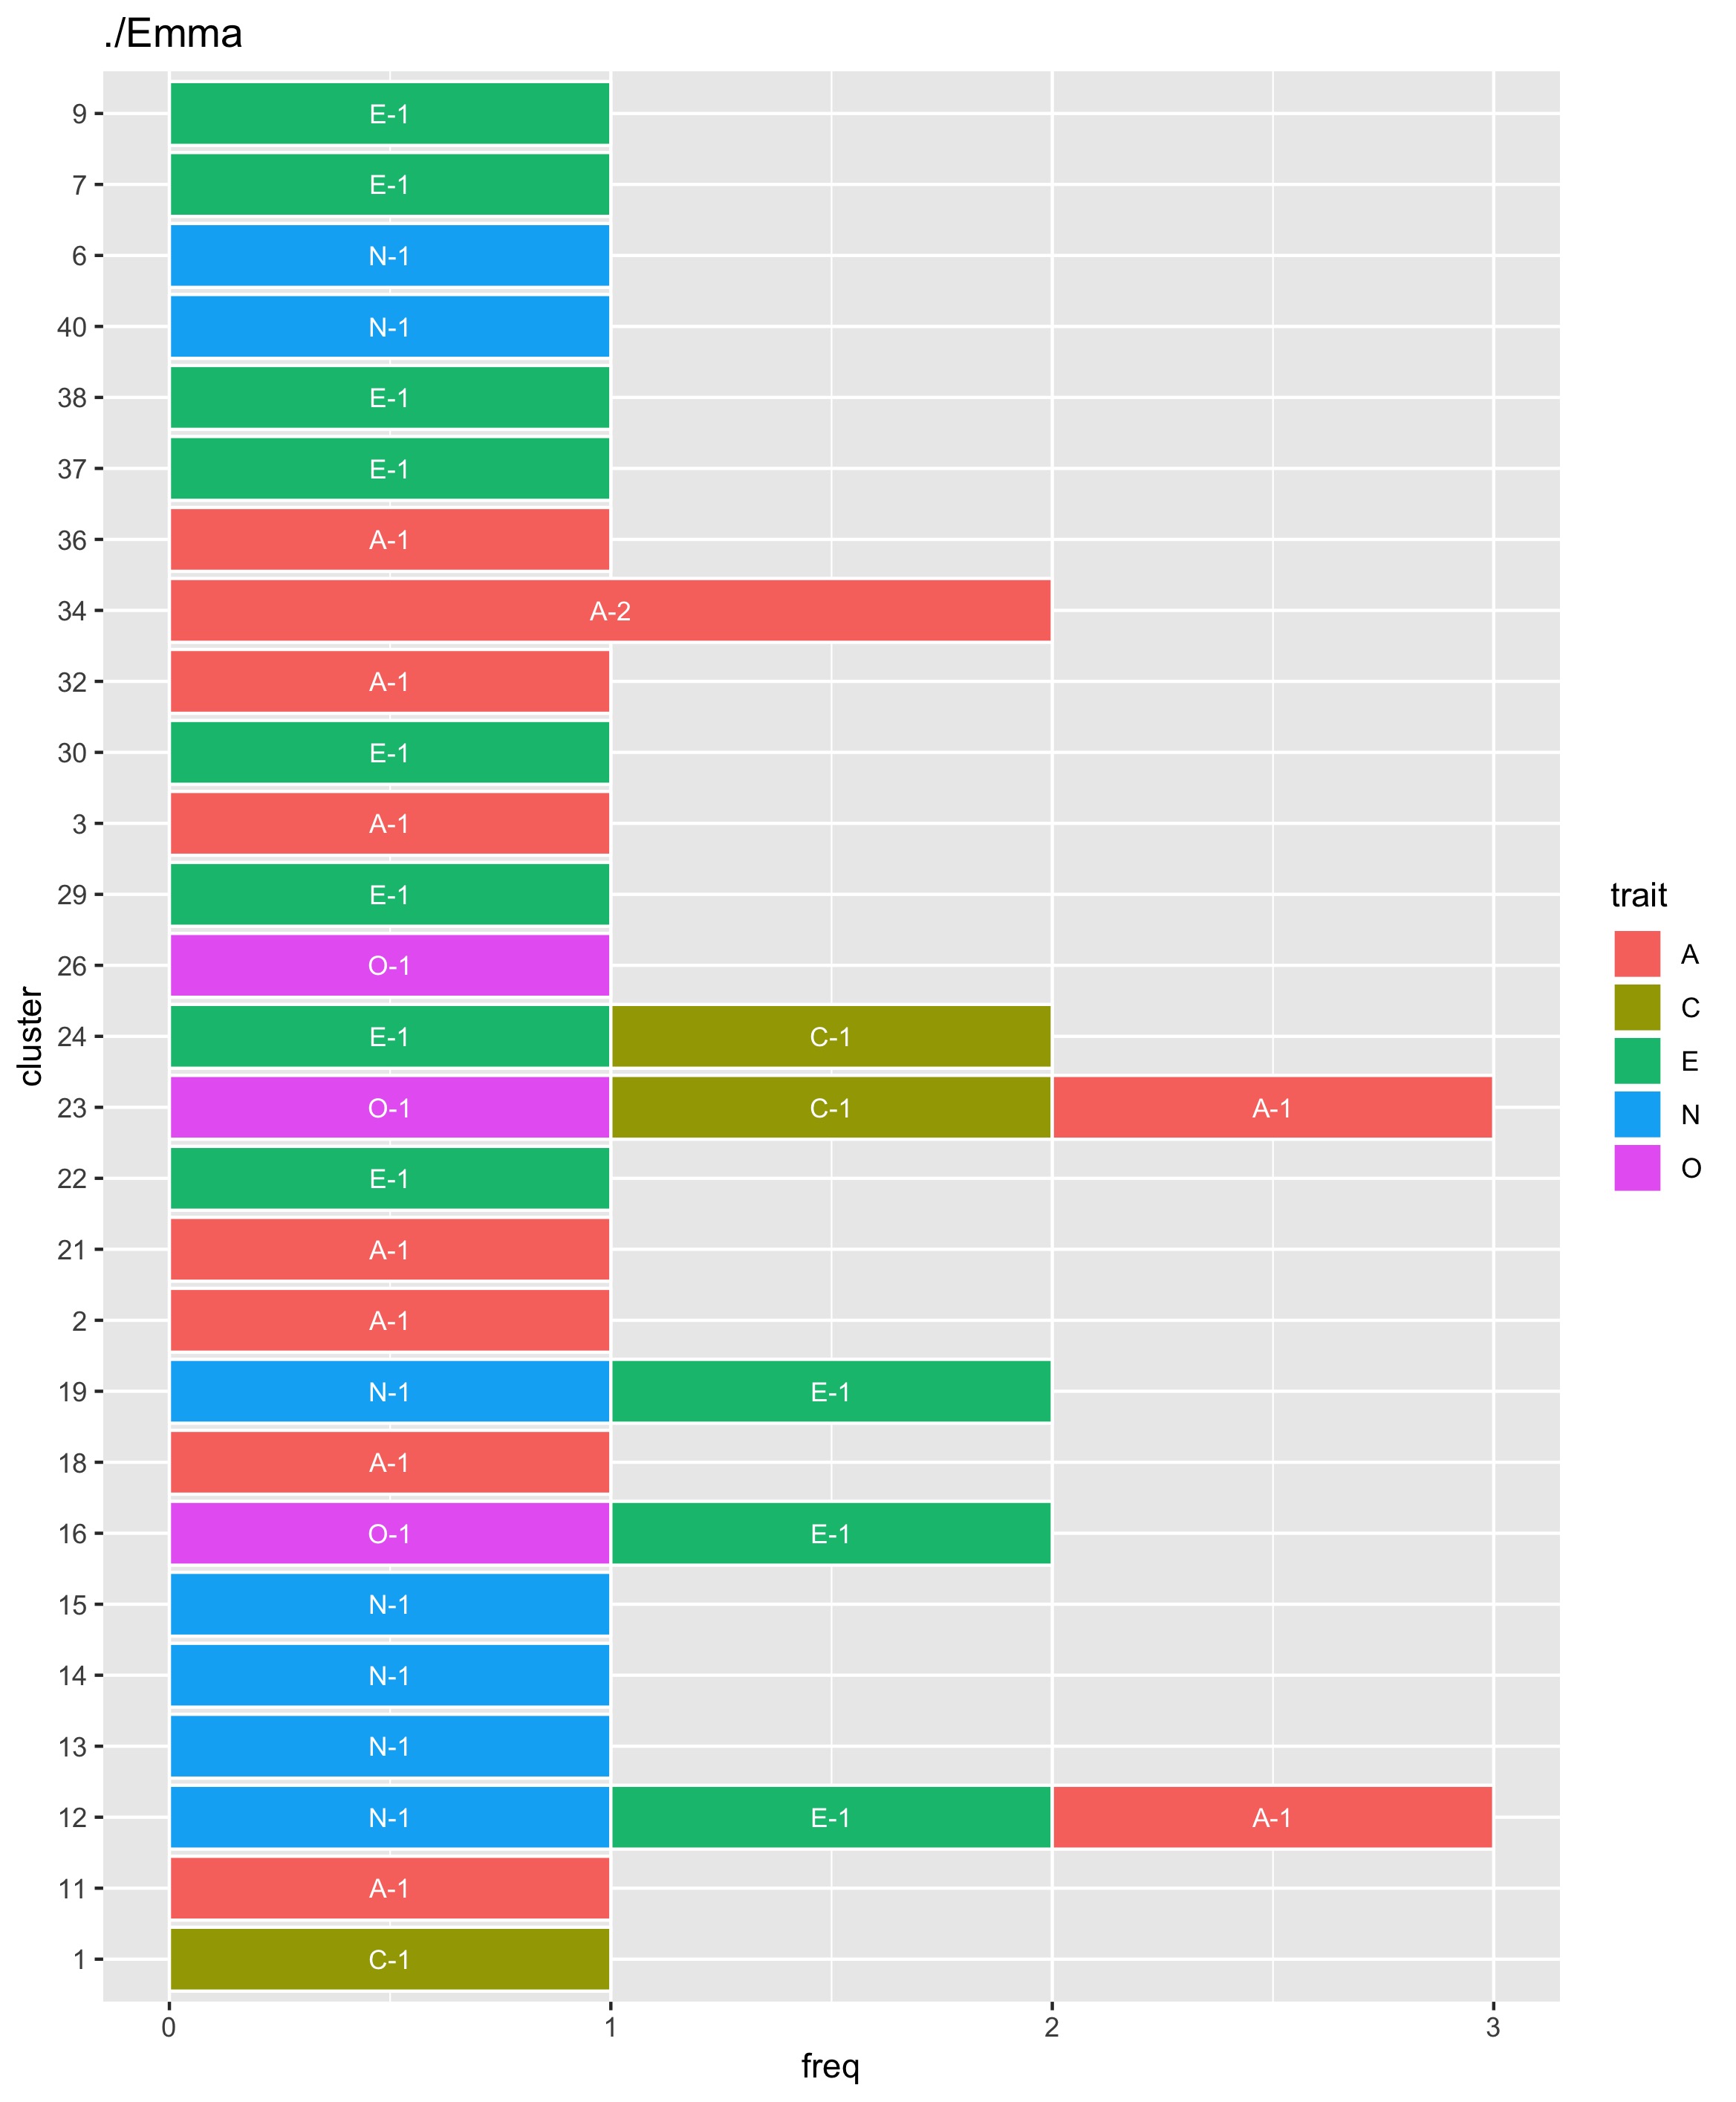 ./Emma
9 E-1
7 E-1
6 N-1
40 N-1
38 E-1
37 E-1
36 A-1
34 A-2
32 A-1
30 E-1
3 A-1
29 E-1
26 O-1
24 E-1 C-1
23 O-1 C-1 A-1
22 E-1
21 A-1
2 A-1
19 N-1 E-1
18 A-1
16 O-1 E-1
15 N-1
14 N-1
13 N-1
12 N-1 E-1 A-1
11 A-1
1 C-1
0 1 2 3
freq
cluster
trait
A
C
E
N
O